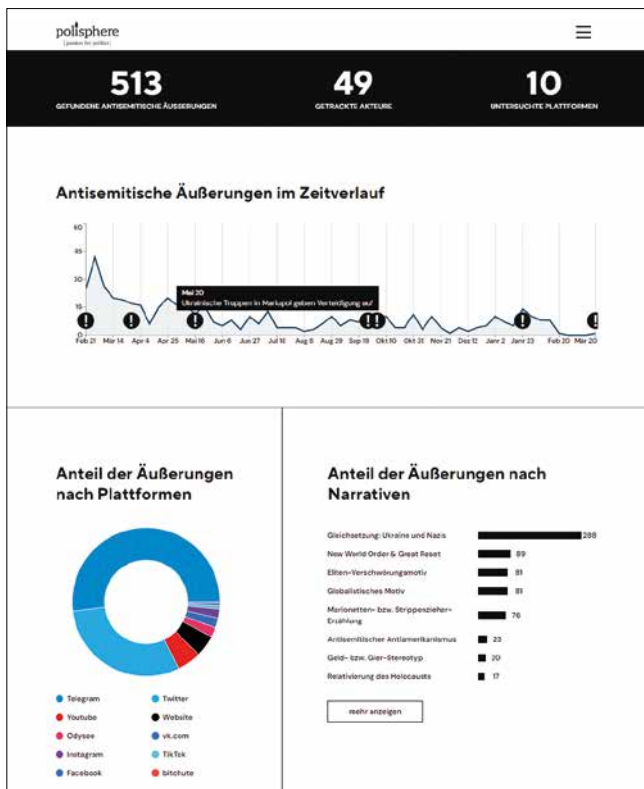 polisphere
[passion for politics]
513
GEFUNDENE ANTISEMITISCHE ÄUSSERUNGEN
49
GETRACKTE AKTEURE
10
UNTERSUCHTE PLATTFORMEN
Antisemitische Äußerungen im Zeitverlauf
60
45
30
15
0
Mai 20
Ukrainische Truppen in Mariupol geben Verteidigung auf
! ! ! ! ! ! !
Feb 21 Mär 14 Apr 4 Apr 25 Mai 16 Jun 6 Jun 27 Jul 18 Aug 8 Aug 29 Sep 19 Okt 10 Okt 31 Nov 21 Dez 12 Janr 2 Janr 23 Feb 20 Mär 20
Anteil der Äußerungen
nach Plattformen
Telegram
Twitter
Youtube
Website
Odysee
vk.com
Instagram
TikTok
Facebook
bitchute
Anteil der Äußerungen nach
Narrativen
Gleichsetzung: Ukraine und Nazis 288
New World Order & Great Reset 89
Eliten-Verschwörungsmotiv 81
Globalistisches Motiv 81
Marionetten- bzw. Strippenzieher-
Erzählung 76
Antisemitischer Antiamerikanismus 23
Geld- bzw. Gier-Stereotyp 20
Relativierung des Holocausts 17
mehr anzeigen